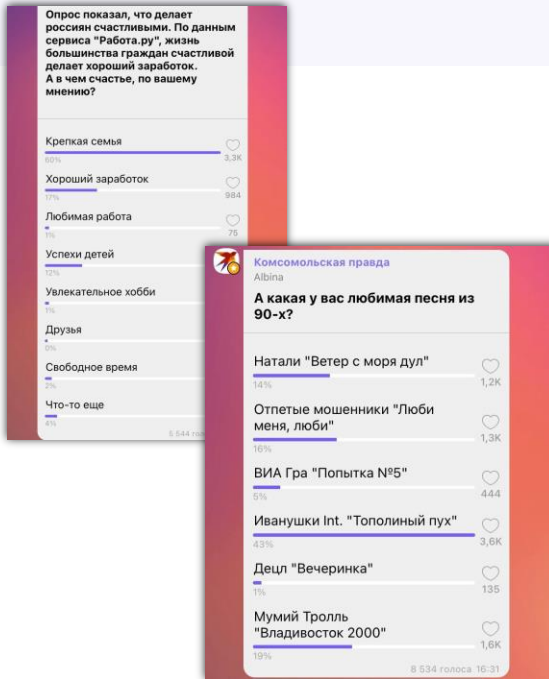 Опрос показал, что делает
россиян счастливыми. По данным
сервиса "Работа.ру", жизнь
большинства граждан счастливой
делает хороший заработок.
А в чем счастье, по вашему
мнению?
Крепкая семья
60%
3,3K
Хороший заработок
17%
984
Любимая работа
1%
75
Успехи детей
12%
Увлекательное хобби
1%
Друзья
0%
Свободное время
2%
Что-то еще
4%
5 544
Комсомольская правда
Albina
А какая у вас любимая песня из
90-х?
Натали "Ветер с моря дул"
14%
1,2K
Отпетые мошенники "Люби
меня, люби"
16%
1,3K
ВИА Гра "Попытка №5"
5%
444
Иванушки Int. "Тополиный пух"
43%
3,6K
Децл "Вечеринка"
1%
135
Мумий Тролль
"Владивосток 2000"
19%
1,6K
8 534 голоса 16:31